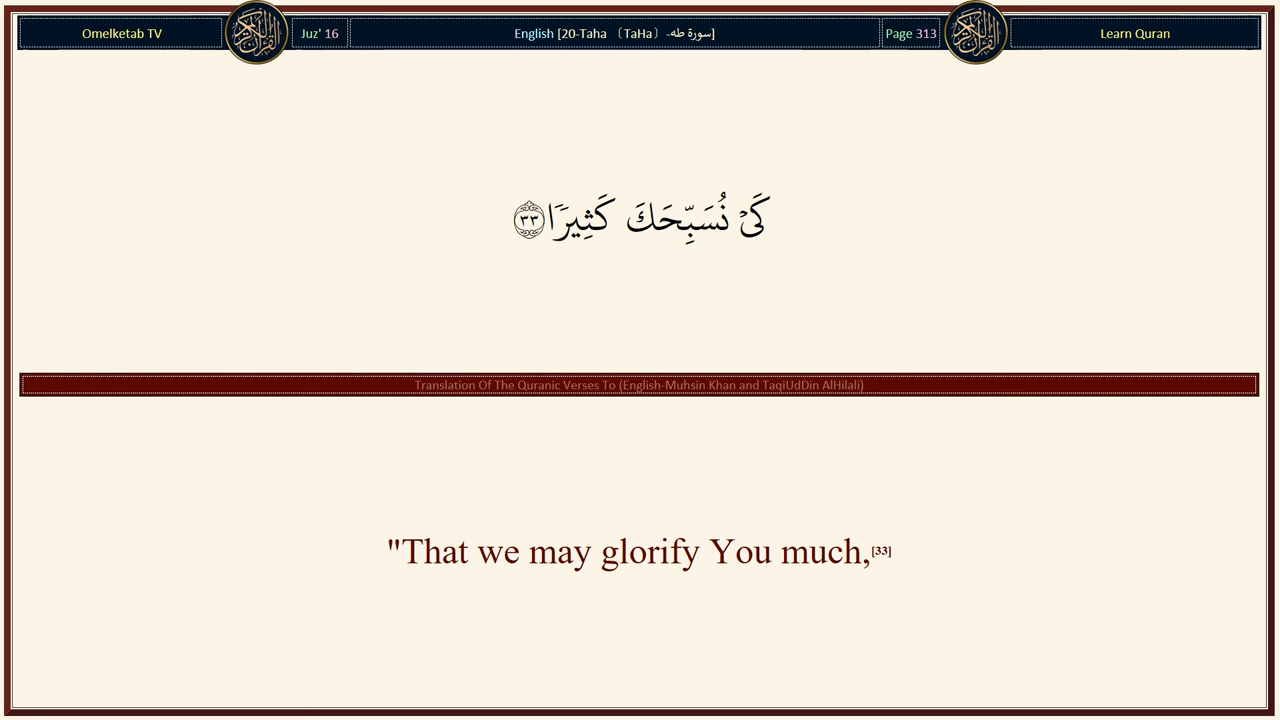 Omelketab TV
Juz' 16
English [20-Taha （TaHa）-سورة طه]
Page 313
Learn Quran
كَىۡ نُسَبِّحَكَ كَثِيرٗا ٣٣
Translation Of The Quranic Verses To (English-Muhsin Khan and TaqiUdDin AlHilali)
"That we may glorify You much,[33]